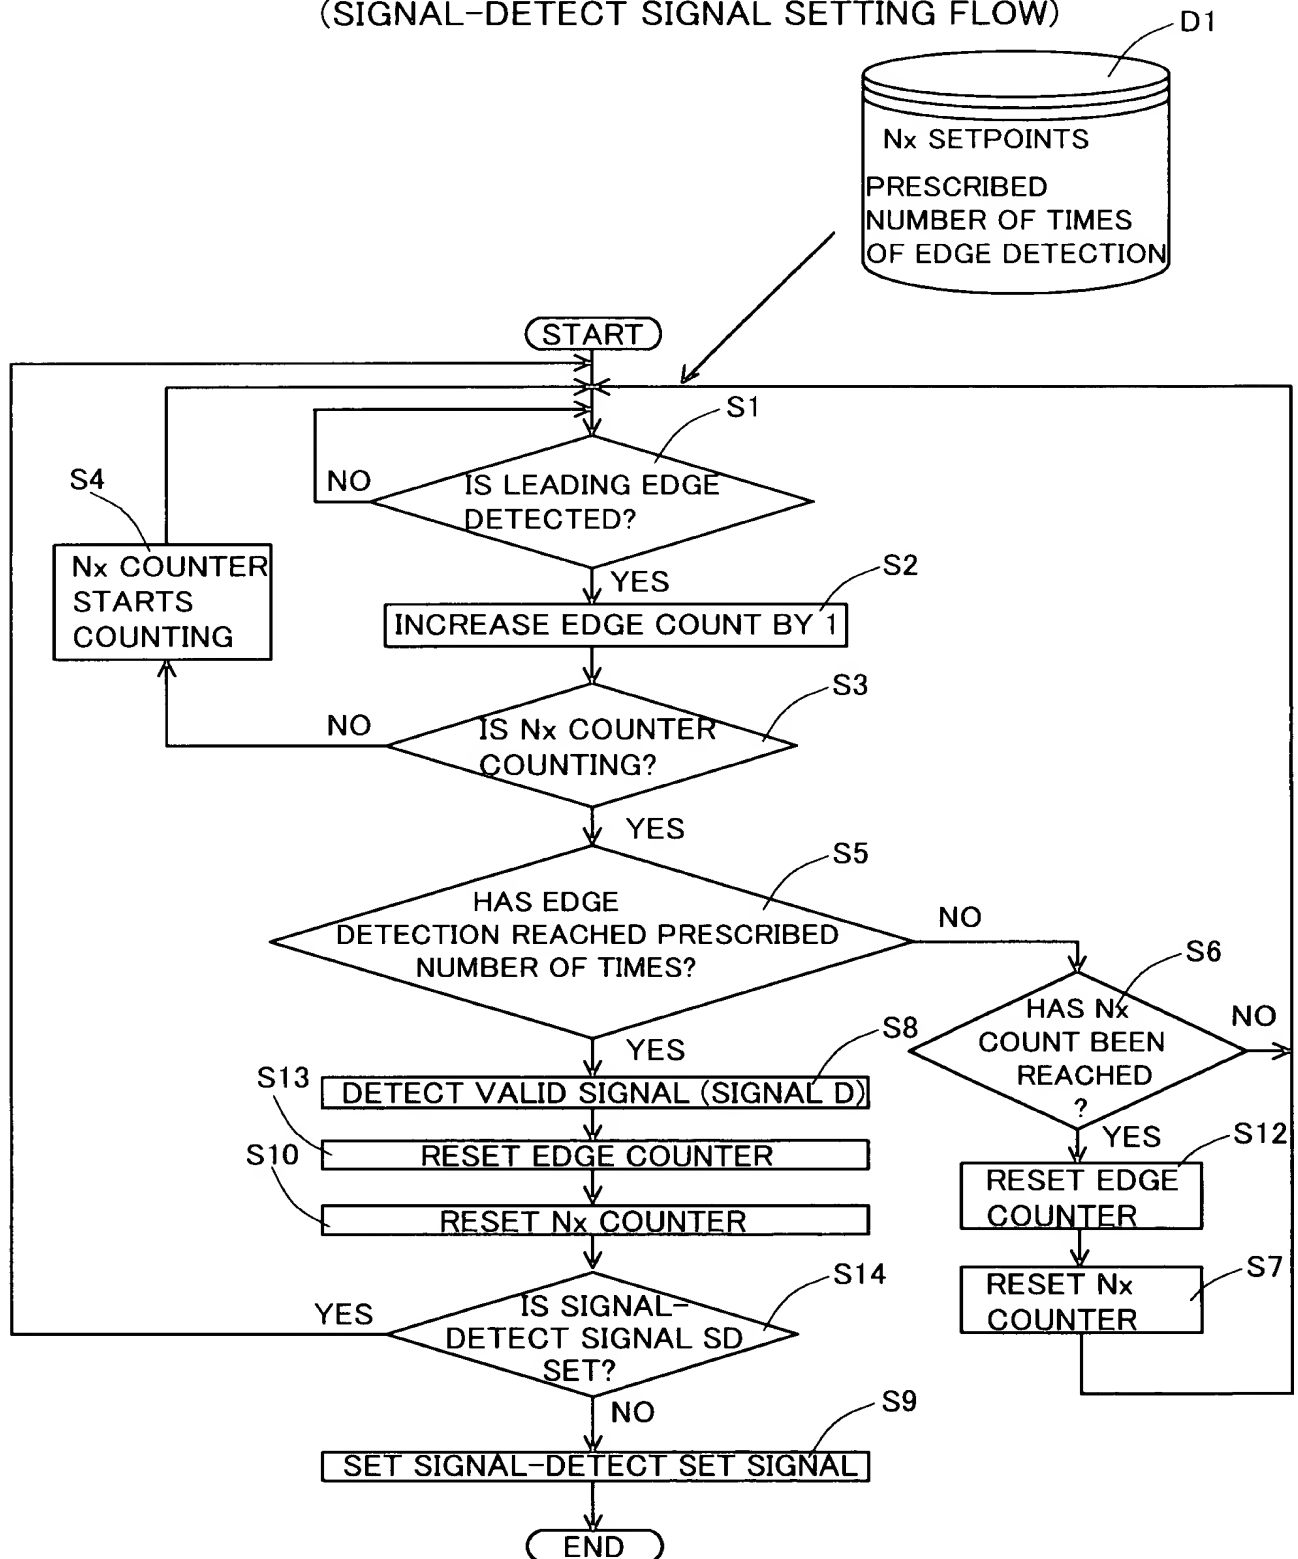 (SIGNAL-DETECT SIGNAL SETTING FLOW)
D1
Nx SETPOINTS
PRESCRIBED
NUMBER OF TIMES
OF EDGE DETECTION
START
S1
IS LEADING EDGE
DETECTED?
NO
YES
S4
Nx COUNTER
STARTS
COUNTING
S2
INCREASE EDGE COUNT BY 1
S3
IS Nx COUNTER
COUNTING?
NO
YES
S5
HAS EDGE
DETECTION REACHED PRESCRIBED
NUMBER OF TIMES?
NO
YES
S6
HAS Nx
COUNT BEEN
REACHED
?
NO
YES
S8
DETECT VALID SIGNAL (SIGNAL D)
S13
RESET EDGE COUNTER
S10
RESET Nx COUNTER
S12
RESET EDGE
COUNTER
S7
RESET Nx
COUNTER
S14
IS SIGNAL-
DETECT SIGNAL SD
SET?
YES
NO
S9
SET SIGNAL-DETECT SET SIGNAL
END